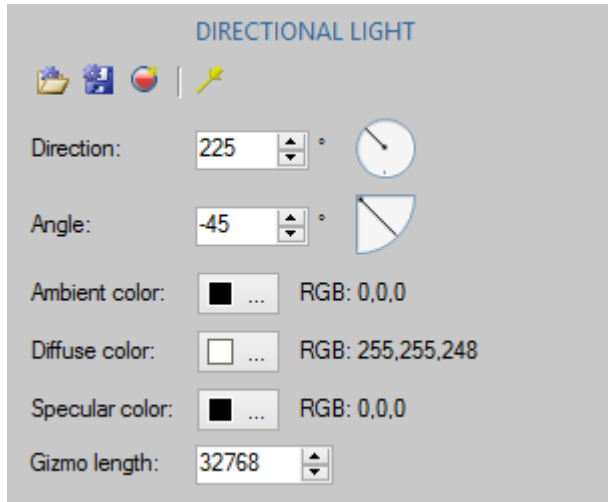 DIRECTIONAL LIGHT
Direction: 225 °
Angle: -45 °
Ambient color: ... RGB: 0,0,0
Diffuse color: ... RGB: 255,255,248
Specular color: ... RGB: 0,0,0
Gizmo length: 32768